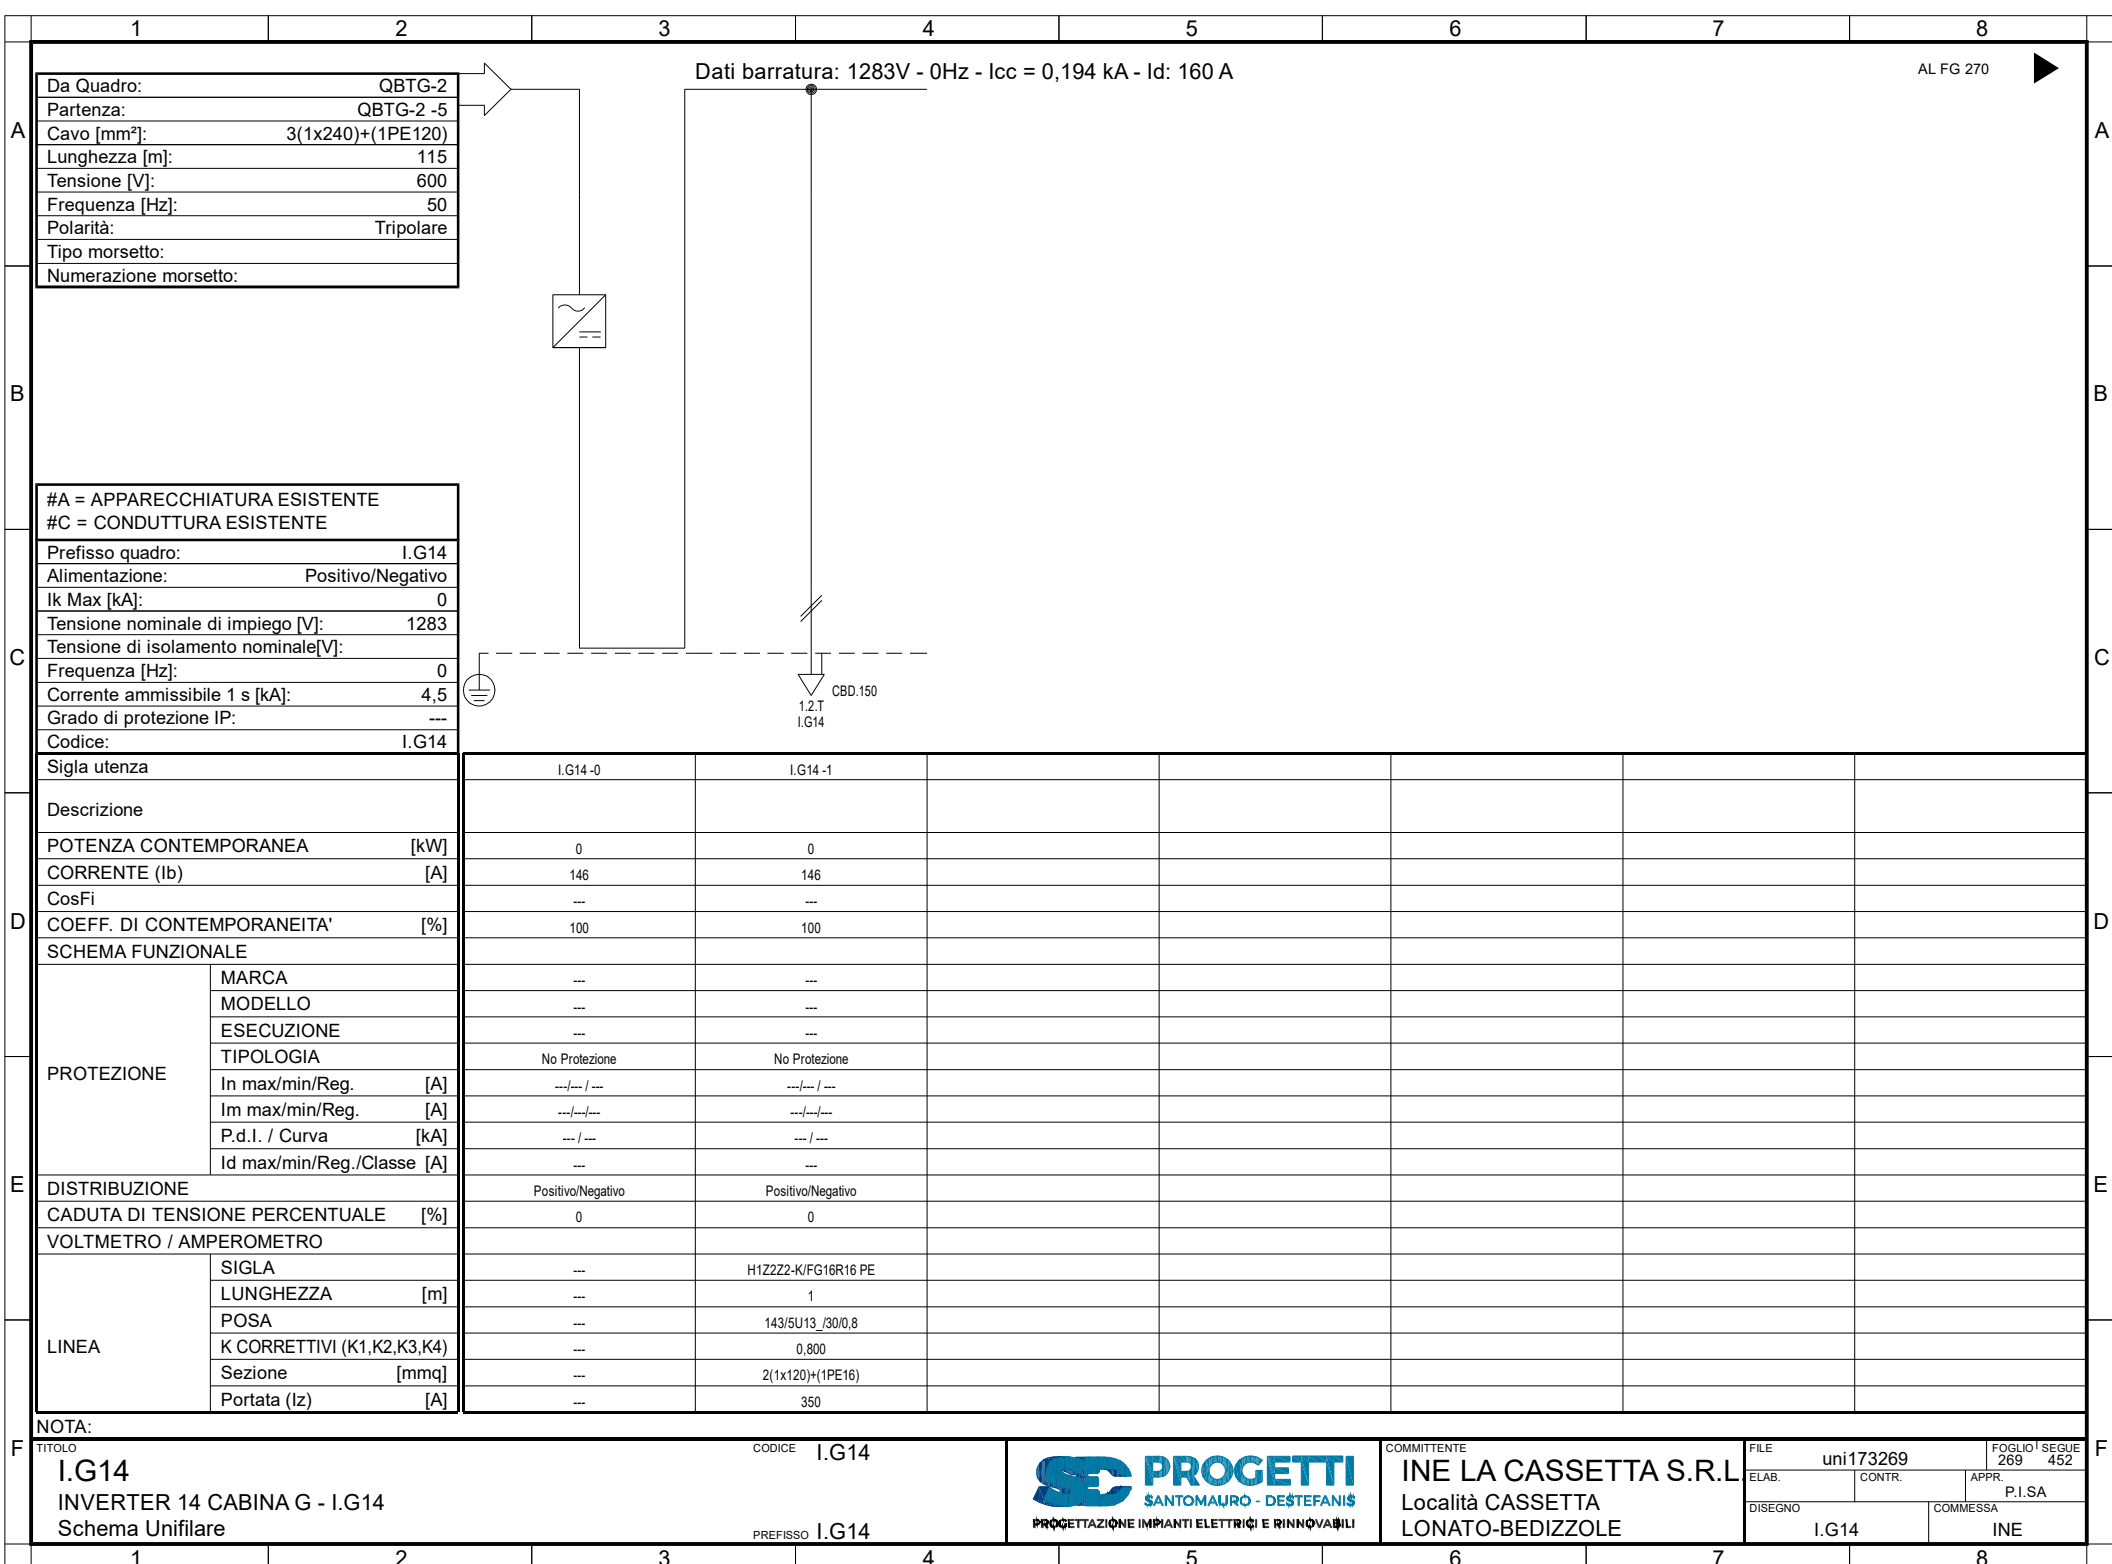 1 2 3 4 5 6 7 8
Dati barratura: 1283V - 0Hz - Icc = 0,194 kA - Id: 160 A
AL FG 270
Da Quadro: QBTG-2
Partenza: QBTG-2 -5
Cavo [mm²]: 3(1x240)+(1PE120)
Lunghezza [m]: 115
Tensione [V]: 600
Frequenza [Hz]: 50
Polarità: Tripolare
Tipo morsetto:
Numerazione morsetto:
A A
B B
#A = APPARECCHIATURA ESISTENTE
#C = CONDUTTURA ESISTENTE
Prefisso quadro: I.G14
Alimentazione: Positivo/Negativo
Ik Max [kA]: 0
Tensione nominale di impiego [V]: 1283
Tensione di isolamento nominale[V]:
Frequenza [Hz]: 0
Corrente ammissibile 1 s [kA]: 4,5
Grado di protezione IP: ---
Codice: I.G14
C C
CBD.150
1.2.T
I.G14
Sigla utenza I.G14 -0 I.G14 -1
Descrizione
POTENZA CONTEMPORANEA [kW] 0 0
CORRENTE (Ib) [A] 146 146
CosFi --- ---
D D
COEFF. DI CONTEMPORANEITA' [%] 100 100
SCHEMA FUNZIONALE
PROTEZIONE
MARCA --- ---
MODELLO --- ---
ESECUZIONE --- ---
TIPOLOGIA No Protezione No Protezione
In max/min/Reg. [A] ---/--- / --- ---/--- / ---
Im max/min/Reg. [A] ---/---/--- ---/---/---
P.d.I. / Curva [kA] --- / --- --- / ---
Id max/min/Reg./Classe [A] --- ---
E E
DISTRIBUZIONE Positivo/Negativo Positivo/Negativo
CADUTA DI TENSIONE PERCENTUALE [%] 0 0
VOLTMETRO / AMPEROMETRO
LINEA
SIGLA --- H1Z2Z2-K/FG16R16 PE
LUNGHEZZA [m] --- 1
POSA --- 143/5U13_/30/0,8
K CORRETTIVI (K1,K2,K3,K4) --- 0,800
Sezione [mmq] --- 2(1x120)+(1PE16)
Portata (Iz) [A] --- 350
NOTA:
F F
TITOLO
I.G14
INVERTER 14 CABINA G - I.G14
Schema Unifilare
CODICE I.G14
PREFISSO I.G14
PROGETTI
SANTOMAURO - DESTEFANIS
PROGETTAZIONE IMPIANTI ELETTRICI E RINNOVABILI
COMMITTENTE
INE LA CASSETTA S.R.L.
Località CASSETTA
LONATO-BEDIZZOLE
FILE uni173269
FOGLIO 269 SEGUE 452
ELAB. CONTR. APPR. P.I.SA
DISEGNO I.G14
COMMESSA INE
1 2 3 4 5 6 7 8